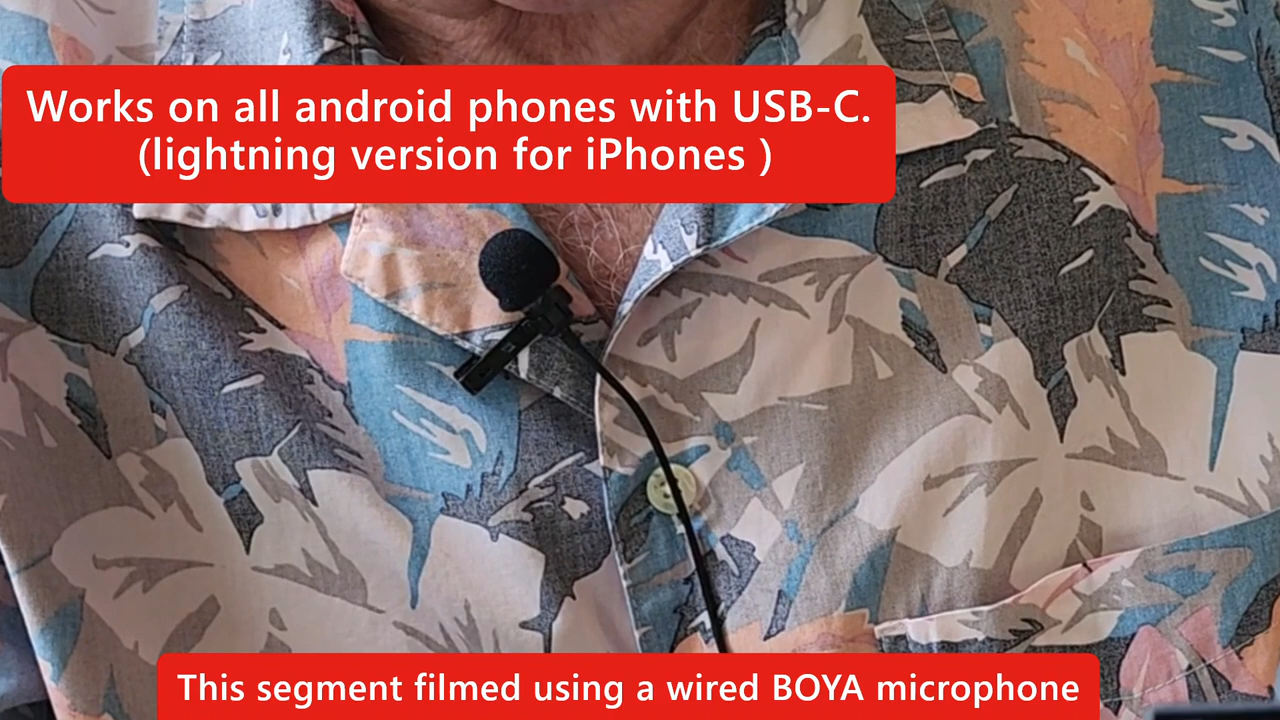 Works on all android phones with USB-C.
(lightning version for iPhones )
This segment filmed using a wired BOYA microphone